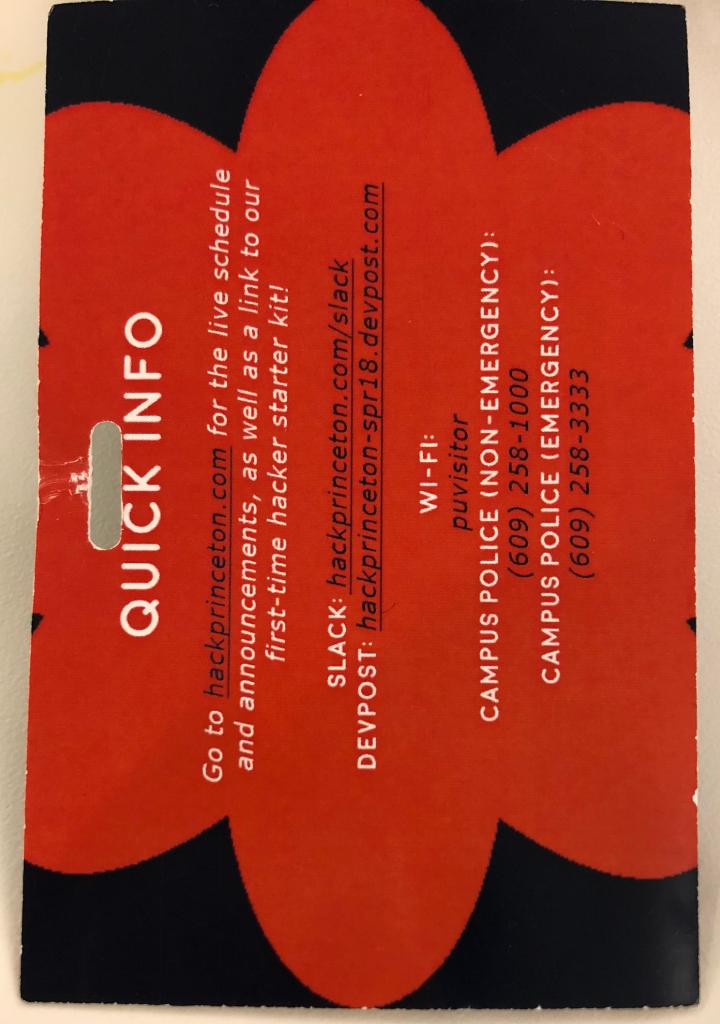 QUICK INFO
Go to hackprinceton.com for the live schedule
and announcements, as well as a link to our
first-time hacker starter kit!
SLACK: hackprinceton.com/slack
DEVPOST: hackprinceton-spr18.devpost.com
WI-FI:
puvisitor
CAMPUS POLICE (NON-EMERGENCY):
(609) 258-1000
CAMPUS POLICE (EMERGENCY):
(609) 258-3333